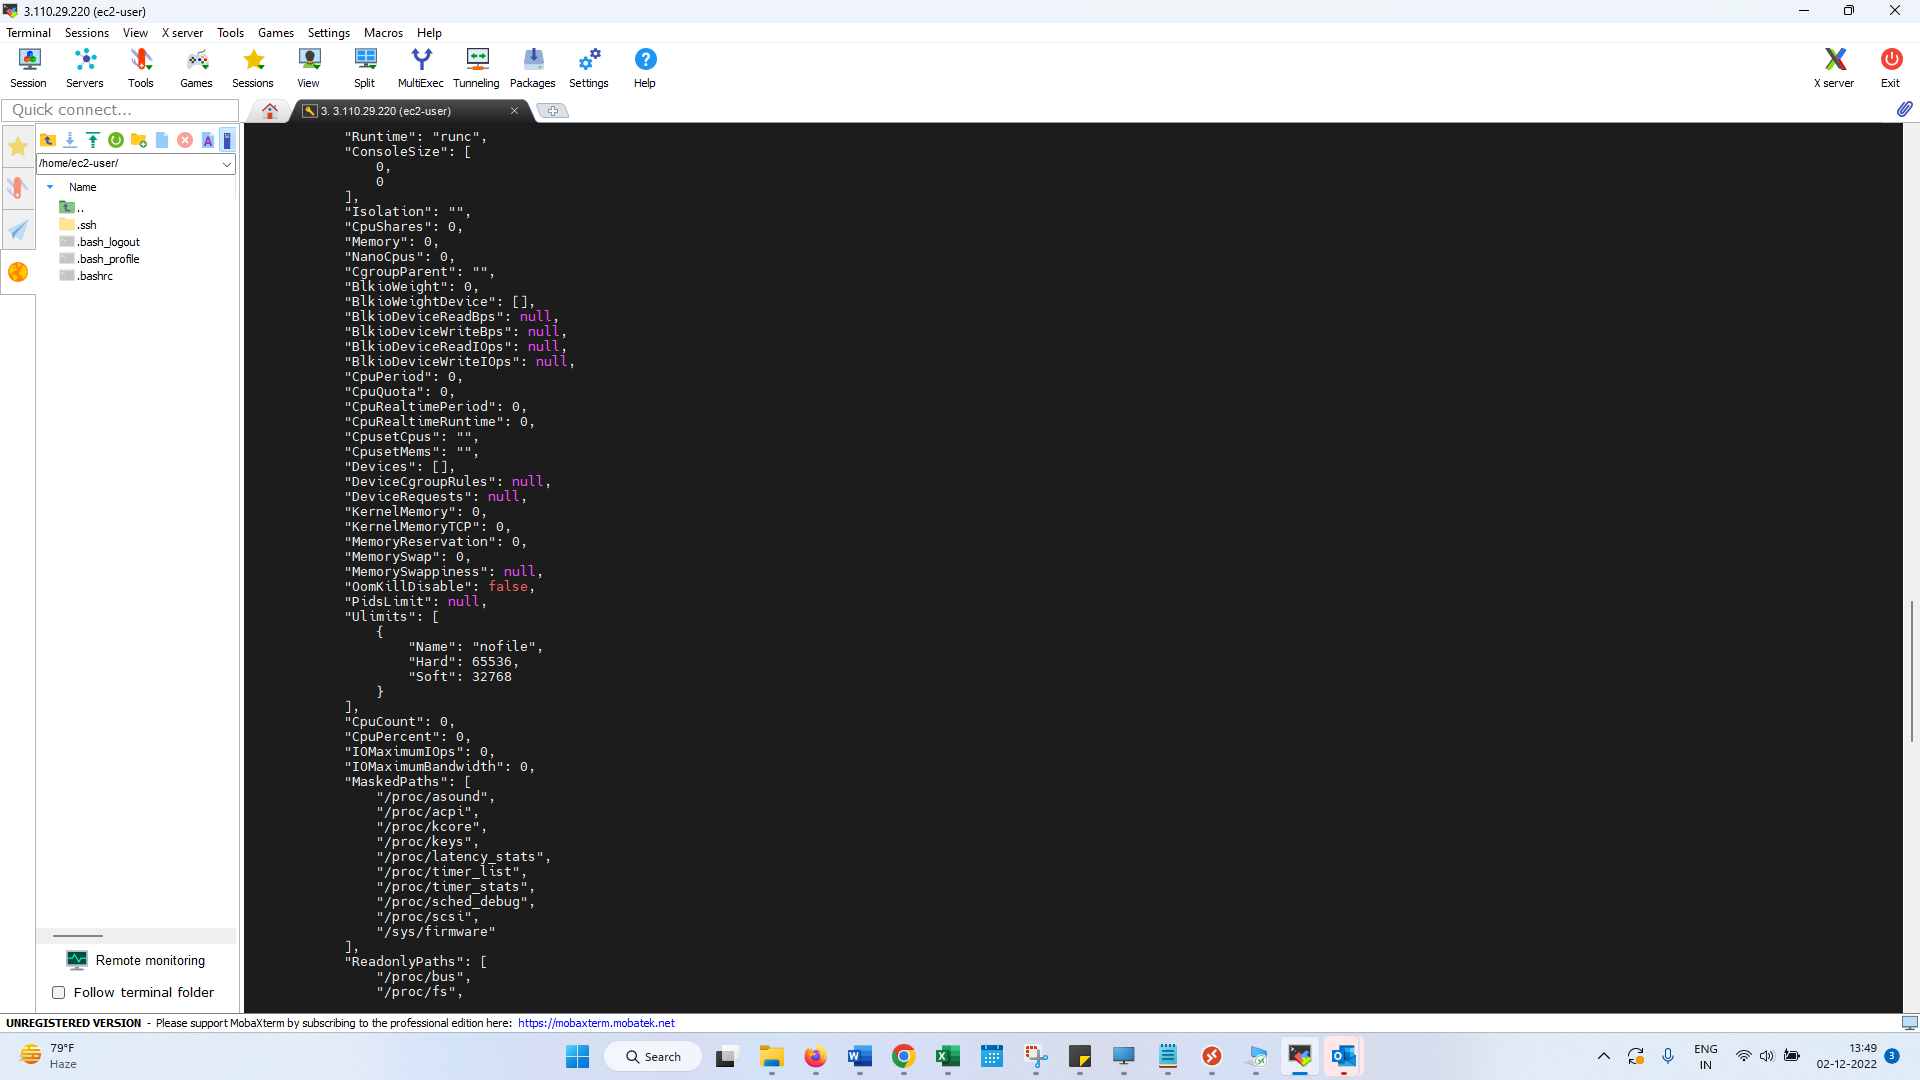 3.110.29.220 (ec2-user)
Terminal Sessions View X server Tools Games Settings Macros Help
Session Servers Tools Games Sessions View Split MultiExec Tunneling Packages Settings Help X server Exit
Quick connect...
3. 3.110.29.220 (ec2-user)
/home/ec2-user/
Name
..
.ssh
.bash_logout
.bash_profile
.bashrc
"Runtime": "runc",
"ConsoleSize": [
0,
0
],
"Isolation": "",
"CpuShares": 0,
"Memory": 0,
"NanoCpus": 0,
"CgroupParent": "",
"BlkioWeight": 0,
"BlkioWeightDevice": [],
"BlkioDeviceReadBps": null,
"BlkioDeviceWriteBps": null,
"BlkioDeviceReadIOps": null,
"BlkioDeviceWriteIOps": null,
"CpuPeriod": 0,
"CpuQuota": 0,
"CpuRealtimePeriod": 0,
"CpuRealtimeRuntime": 0,
"CpusetCpus": "",
"CpusetMems": "",
"Devices": [],
"DeviceCgroupRules": null,
"DeviceRequests": null,
"KernelMemory": 0,
"KernelMemoryTCP": 0,
"MemoryReservation": 0,
"MemorySwap": 0,
"MemorySwappiness": null,
"OomKillDisable": false,
"PidsLimit": null,
"Ulimits": [
{
"Name": "nofile",
"Hard": 65536,
"Soft": 32768
}
],
"CpuCount": 0,
"CpuPercent": 0,
"IOMaximumIOps": 0,
"IOMaximumBandwidth": 0,
"MaskedPaths": [
"/proc/asound",
"/proc/acpi",
"/proc/kcore",
"/proc/keys",
"/proc/latency_stats",
"/proc/timer_list",
"/proc/timer_stats",
"/proc/sched_debug",
"/proc/scsi",
"/sys/firmware"
],
"ReadonlyPaths": [
"/proc/bus",
"/proc/fs",
Remote monitoring
Follow terminal folder
UNREGISTERED VERSION - Please support MobaXterm by subscribing to the professional edition here: https://mobaxterm.mobatek.net
79°F
Haze
Search
ENG
IN
13:49
02-12-2022
3